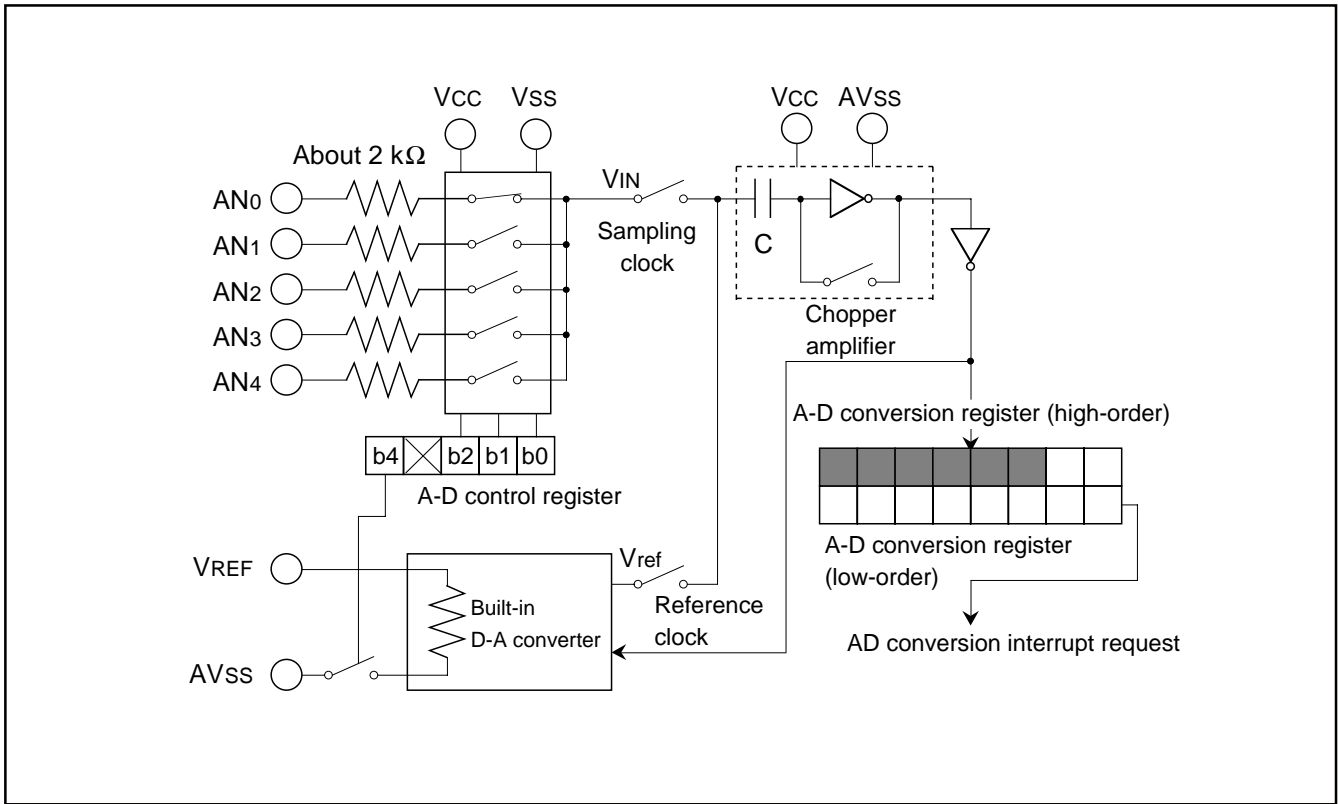 VCC
VSS
VCC
AVSS
About 2 kΩ
AN0
AN1
AN2
AN3
AN4
VIN
Sampling
clock
C
Chopper
amplifier
b4
b2
b1
b0
A-D control register
A-D conversion register (high-order)
A-D conversion register
(low-order)
AD conversion interrupt request
VREF
AVSS
Built-in
D-A converter
Vref
Reference
clock